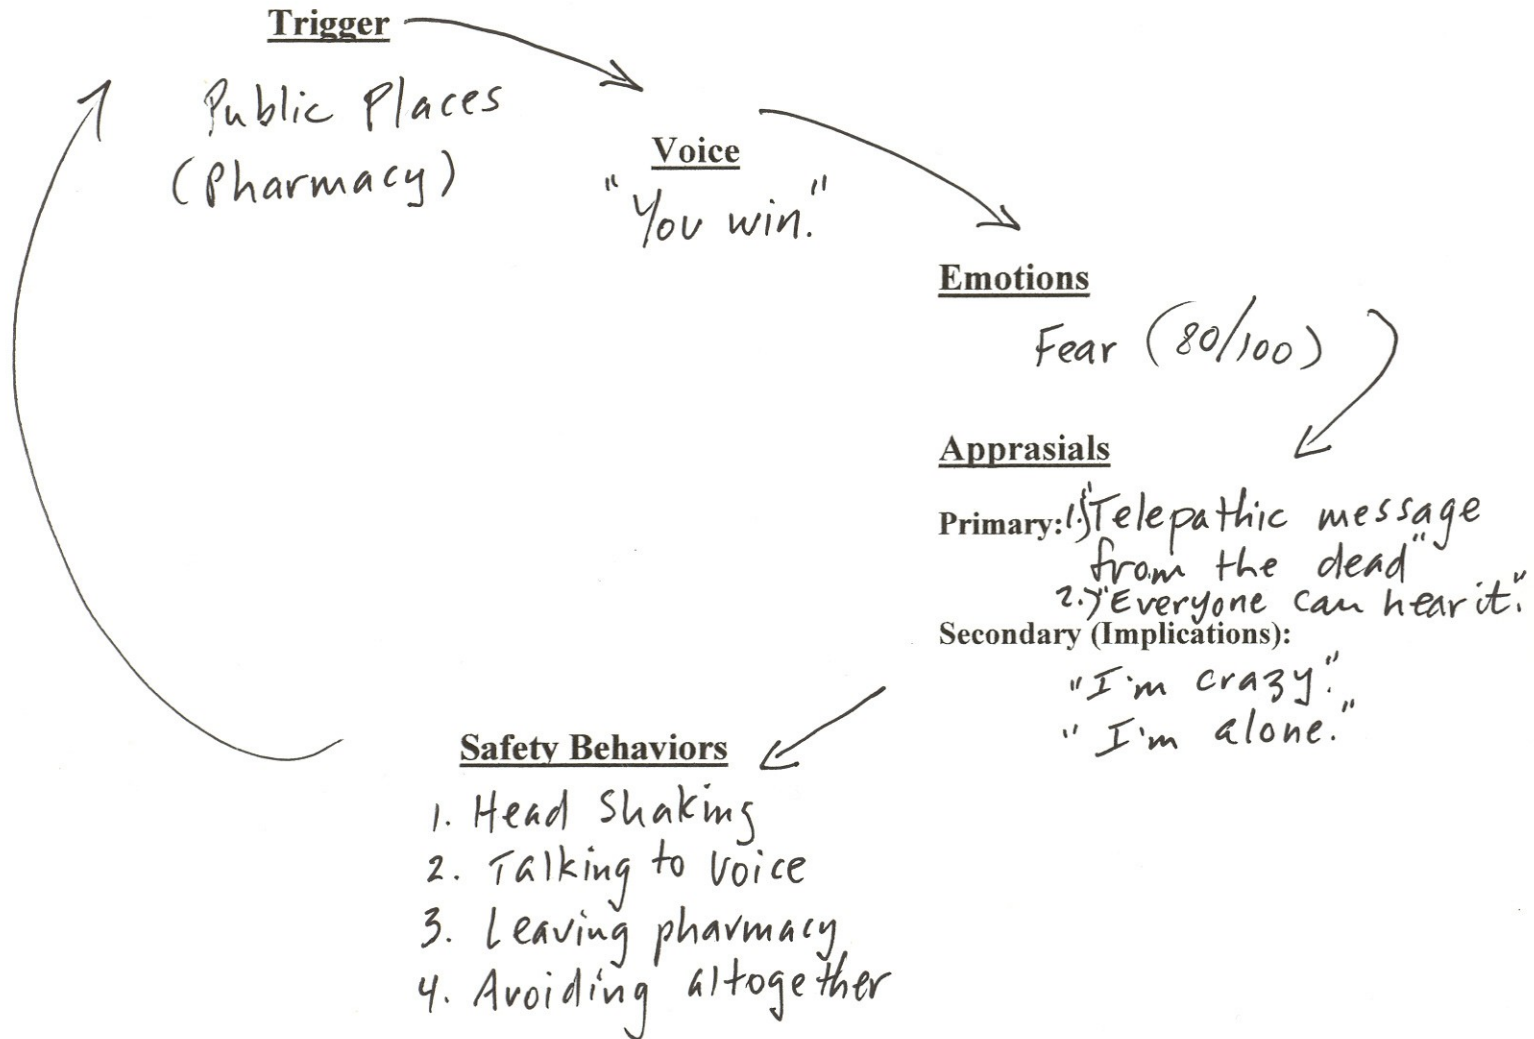 Trigger
Public Places
(Pharmacy)
Voice
"You win."
Emotions
Fear (80/100)
Apprasials
Primary: 1.) "Telepathic message
from the dead"
2.) "Everyone can hear it."
Secondary (Implications):
"I'm crazy."
"I'm alone."
Safety Behaviors
1. Head Shaking
2. Talking to Voice
3. Leaving pharmacy
4. Avoiding altogether